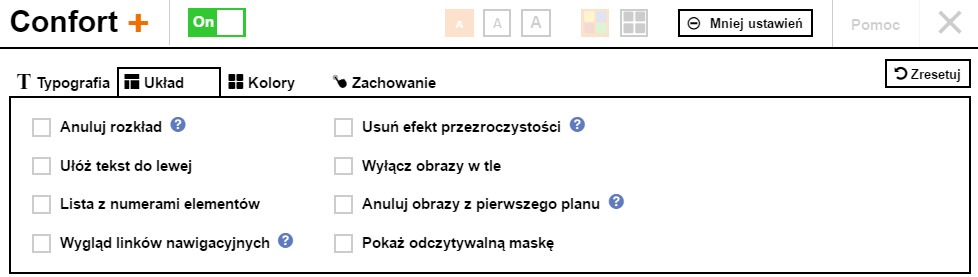 Confort +
On
A A A
Mniej ustawień
Pomoc
T Typografia
Układ
Kolory
Zachowanie
Zresetuj
Anuluj rozkład ?
Usuń efekt przezroczystości ?
Ułóż tekst do lewej
Wyłącz obrazy w tle
Lista z numerami elementów
Anuluj obrazy z pierwszego planu ?
Wygląd linków nawigacyjnych ?
Pokaż odczytywalną maskę